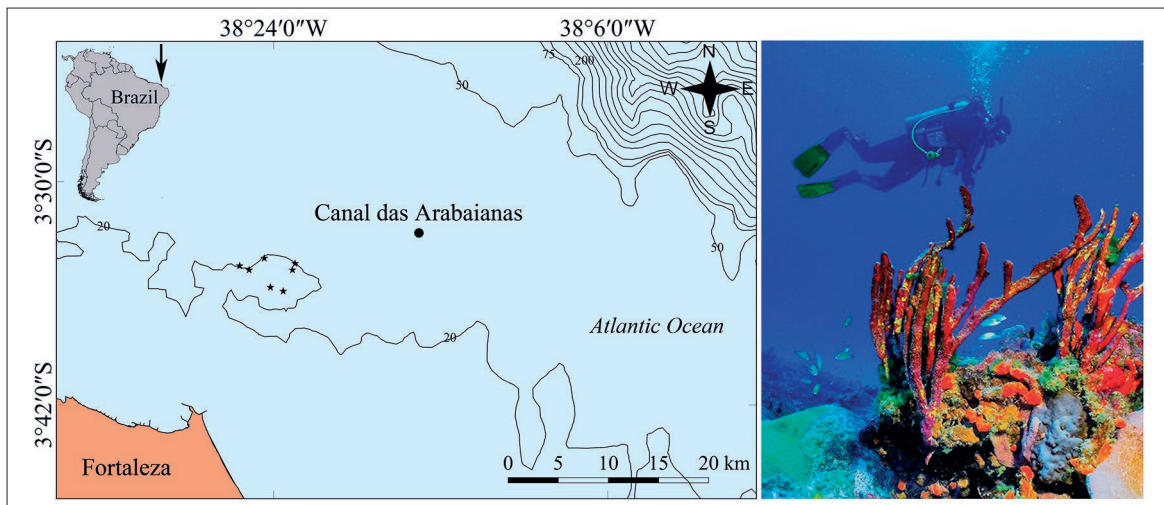 38°24′0″W
38°6′0″W
Brazil
50
75
200
N
W
E
S
3°30′0″S
20
Canal das Arabaianas
50
Atlantic Ocean
20
3°42′0″S
Fortaleza
0 5 10 15 20 km